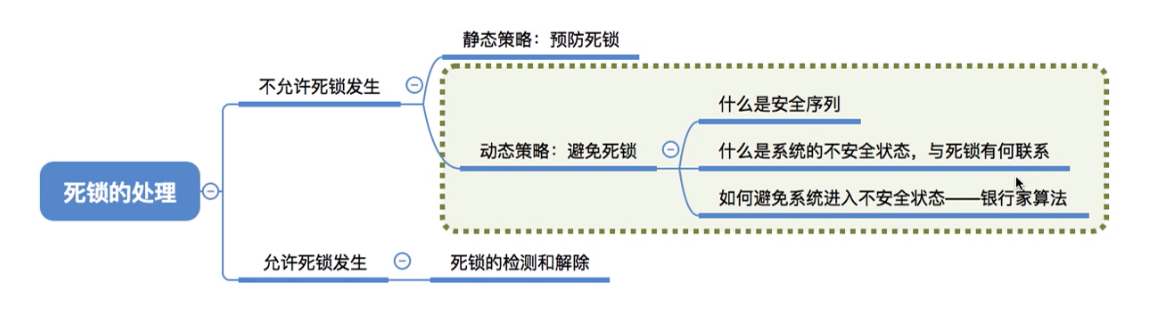 静态策略：预防死锁
不允许死锁发生
什么是安全序列
动态策略：避免死锁
什么是系统的不安全状态，与死锁有何联系
死锁的处理
如何避免系统进入不安全状态——银行家算法
允许死锁发生
死锁的检测和解除